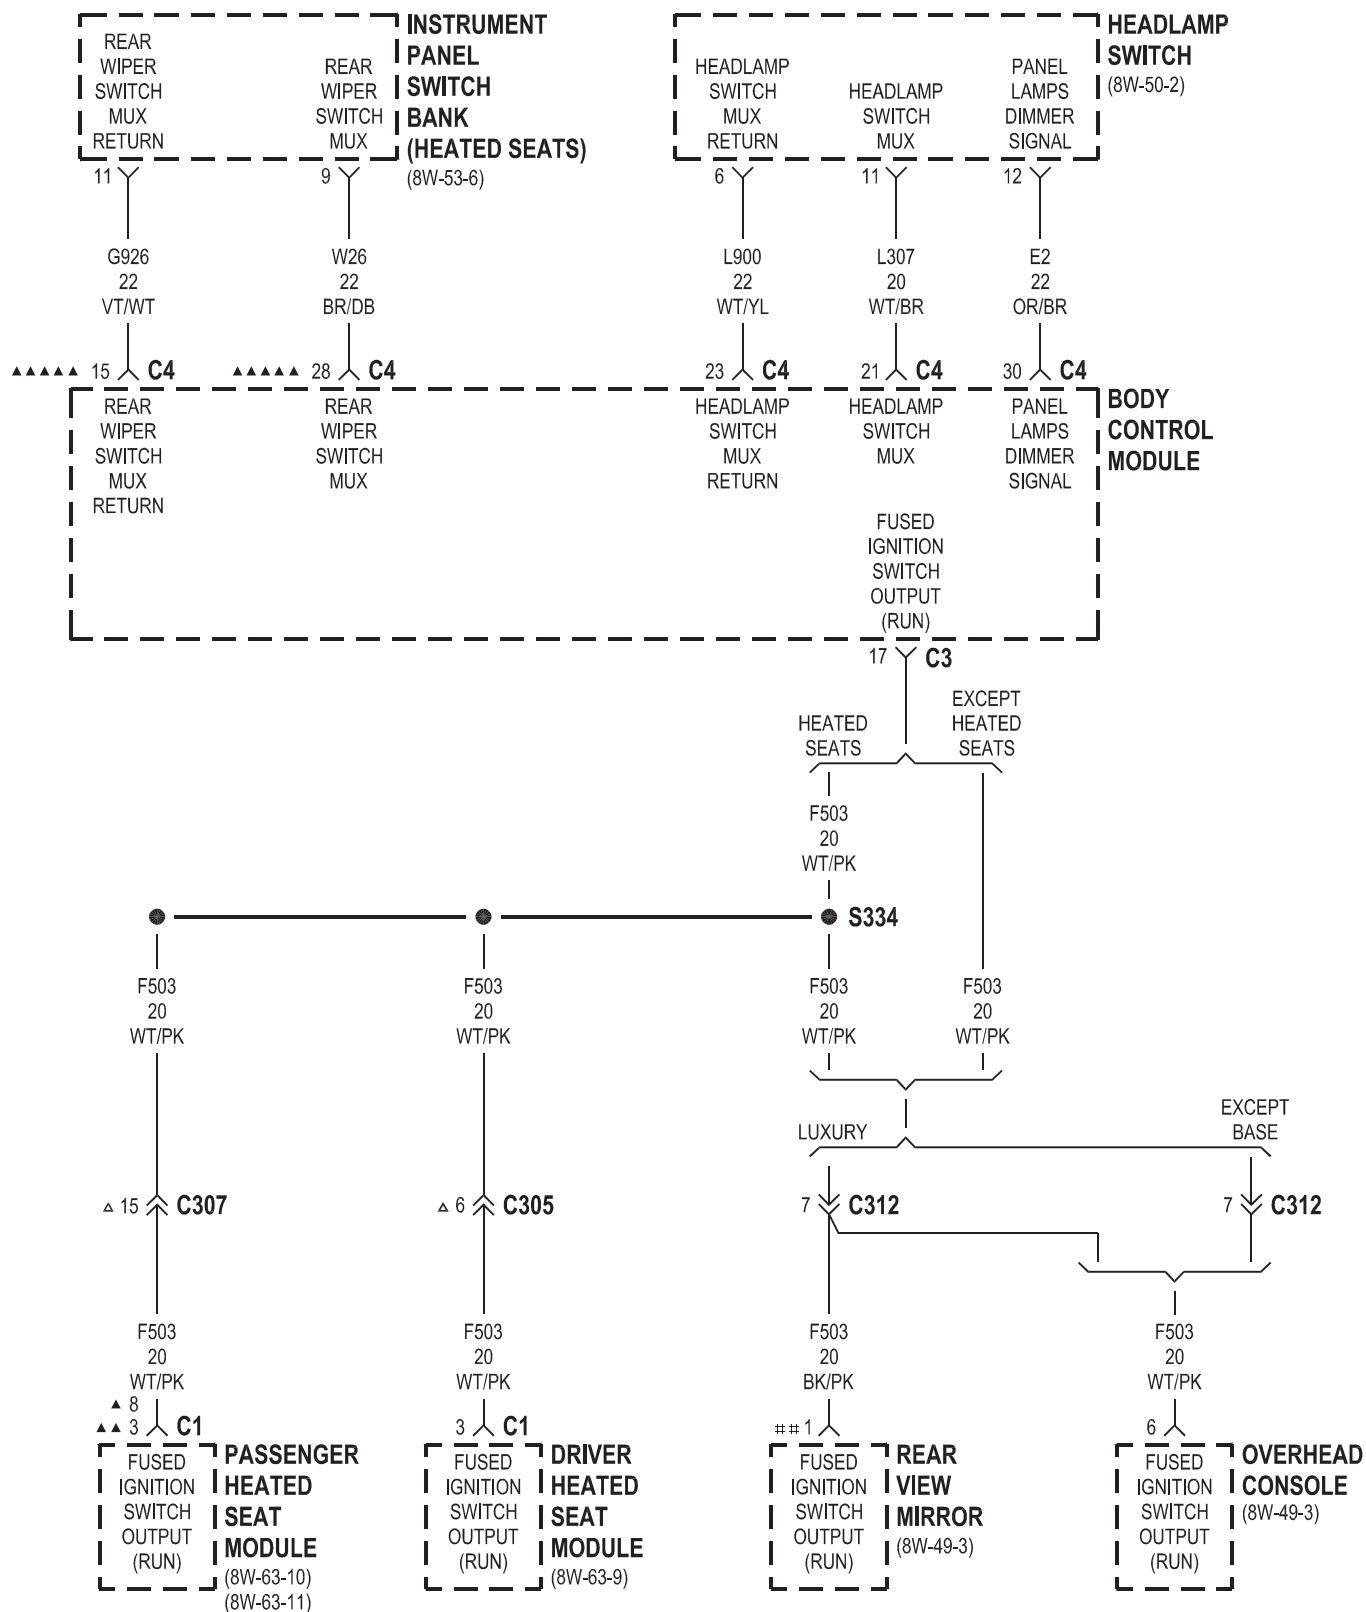 REAR
WIPER
SWITCH
MUX
RETURN
REAR
WIPER
SWITCH
MUX
INSTRUMENT
PANEL
SWITCH
BANK
(HEATED SEATS)
(8W-53-6)
HEADLAMP
SWITCH
MUX
RETURN
HEADLAMP
SWITCH
MUX
PANEL
LAMPS
DIMMER
SIGNAL
HEADLAMP
SWITCH
(8W-50-2)
11
9
6
11
12
G926
22
VT/WT
W26
22
BR/DB
L900
22
WT/YL
L307
20
WT/BR
E2
22
OR/BR
▲▲▲▲▲ 15 C4
▲▲▲▲▲ 28 C4
23 C4
21 C4
30 C4
REAR
WIPER
SWITCH
MUX
RETURN
REAR
WIPER
SWITCH
MUX
HEADLAMP
SWITCH
MUX
RETURN
HEADLAMP
SWITCH
MUX
PANEL
LAMPS
DIMMER
SIGNAL
BODY
CONTROL
MODULE
FUSED
IGNITION
SWITCH
OUTPUT
(RUN)
17 C3
HEATED
SEATS
EXCEPT
HEATED
SEATS
F503
20
WT/PK
S334
F503
20
WT/PK
F503
20
WT/PK
F503
20
WT/PK
F503
20
WT/PK
LUXURY
EXCEPT
BASE
△ 15 C307
△ 6 C305
7 C312
7 C312
F503
20
WT/PK
F503
20
WT/PK
F503
20
BK/PK
F503
20
WT/PK
▲ 8
▲▲ 3 C1
3 C1
## 1
6
FUSED
IGNITION
SWITCH
OUTPUT
(RUN)
PASSENGER
HEATED
SEAT
MODULE
(8W-63-10)
(8W-63-11)
FUSED
IGNITION
SWITCH
OUTPUT
(RUN)
DRIVER
HEATED
SEAT
MODULE
(8W-63-9)
FUSED
IGNITION
SWITCH
OUTPUT
(RUN)
REAR
VIEW
MIRROR
(8W-49-3)
FUSED
IGNITION
SWITCH
OUTPUT
(RUN)
OVERHEAD
CONSOLE
(8W-49-3)